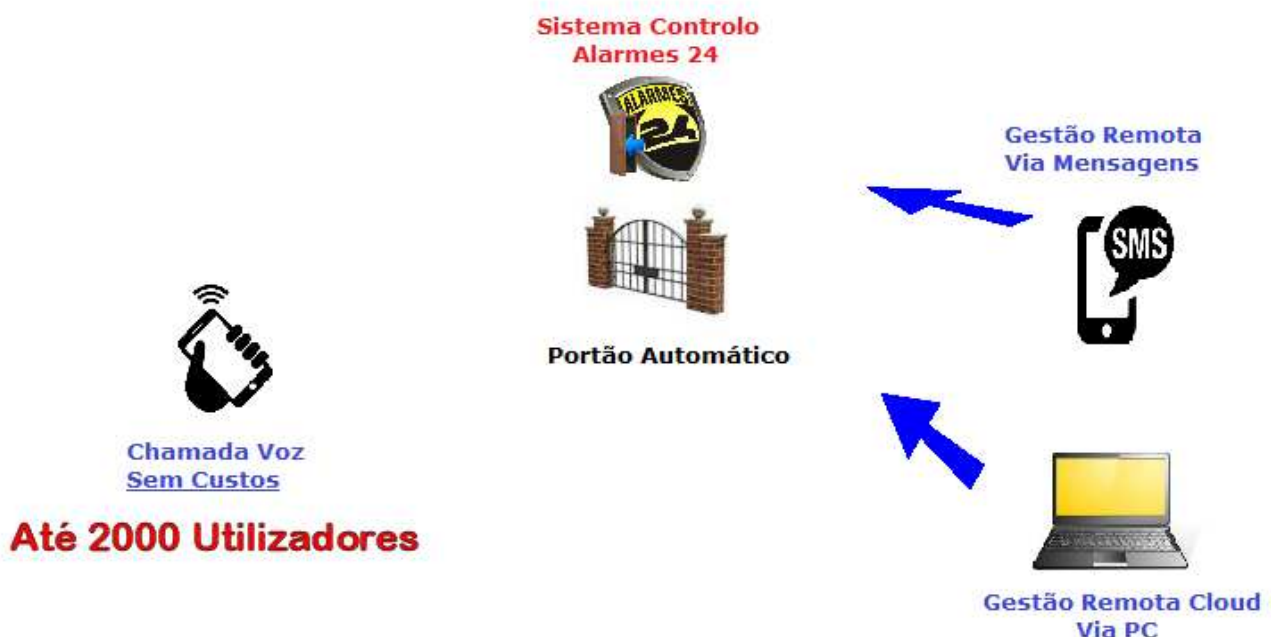 Sistema Controlo
Alarmes 24
ALARMES
24
Gestão Remota
Via Mensagens
SMS
Portão Automático
Chamada Voz
Sem Custos
Até 2000 Utilizadores
Gestão Remota Cloud
Via PC